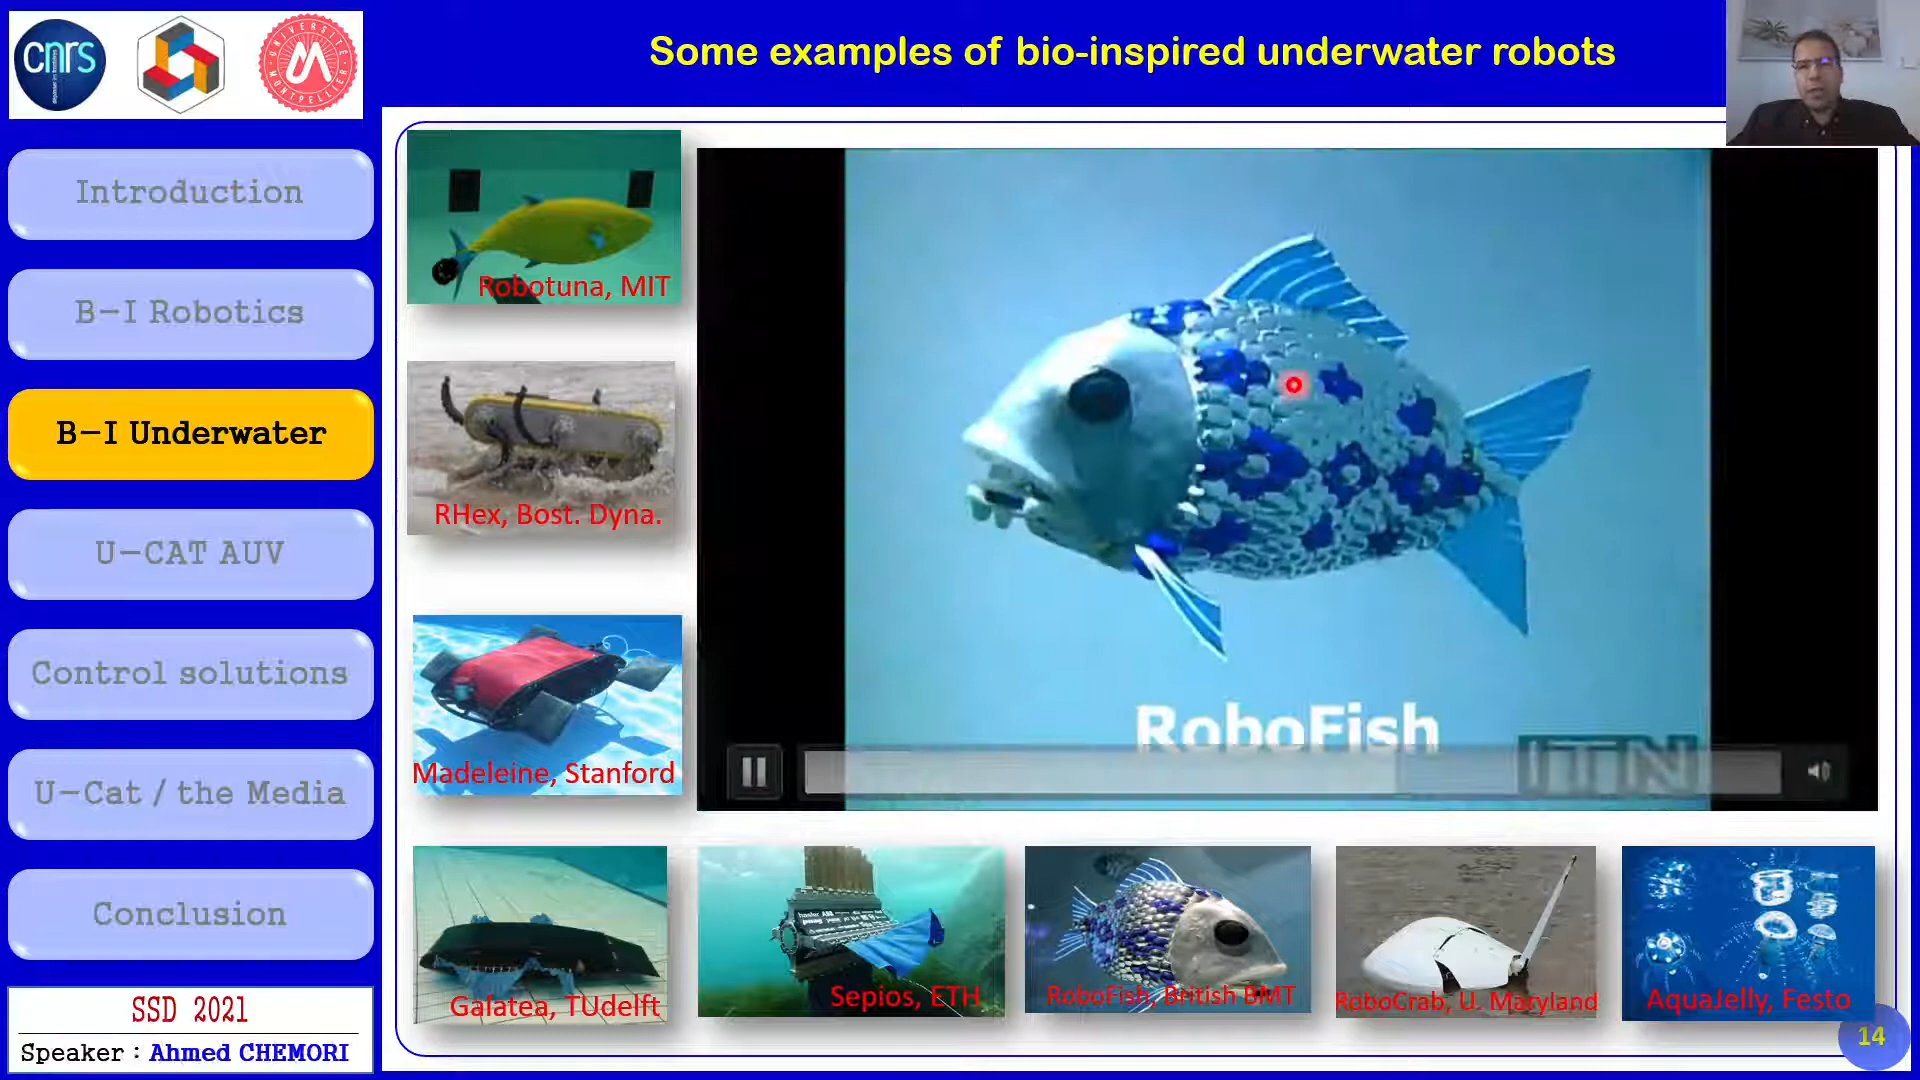 cnrs
UNIVERSITÉ
MONTPELLIER
Some examples of bio-inspired underwater robots
Introduction
B-I Robotics
B-I Underwater
U-CAT AUV
Control solutions
U-Cat / the Media
Conclusion
SSD 2021
Speaker : Ahmed CHEMORI
Robotuna, MIT
RHex, Bost. Dyna.
Madeleine, Stanford
RoboFish
ITN
Galatea, TUdelft
Sepios, ETH
RoboFish, British BMT
RoboCrab, U. Maryland
AquaJelly, Festo
14